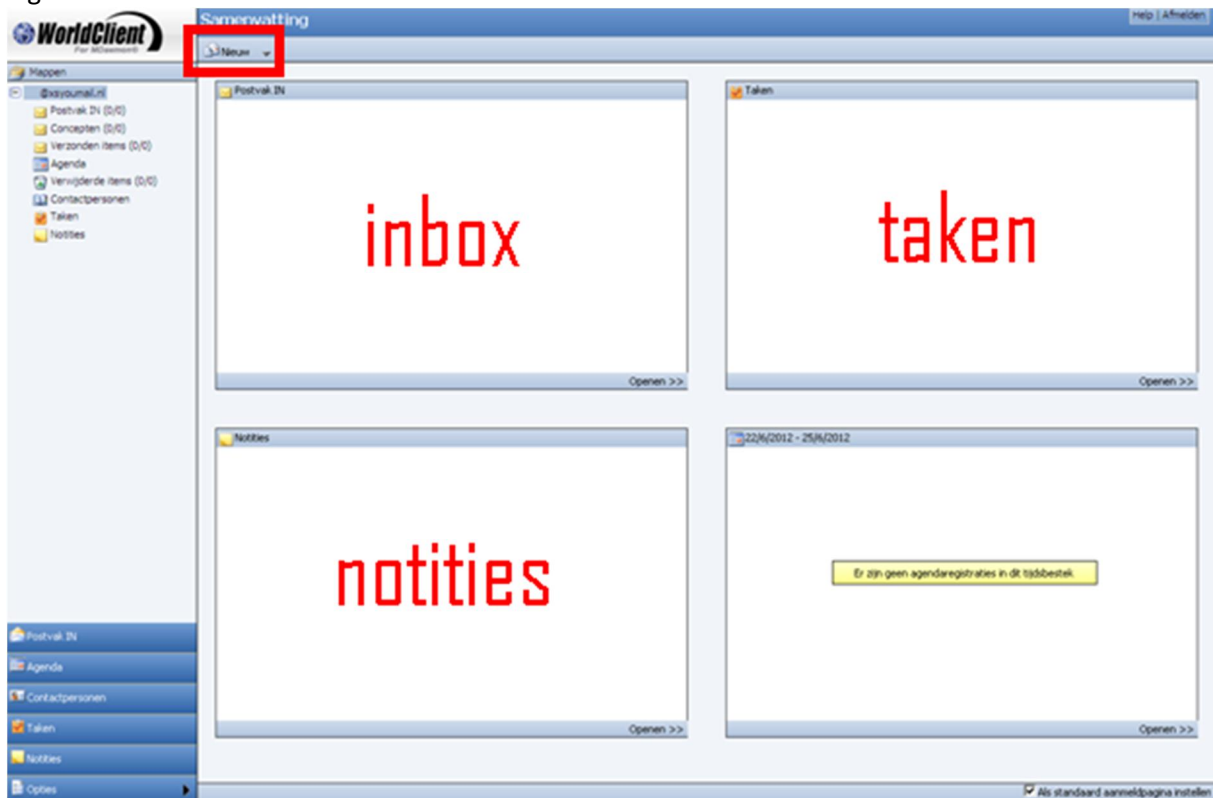 WorldClient
For MDaemon®
Samenvatting
Help | Afmelden
Nieuw
Mappen
@xsyoumail.nl
Postvak IN (0/0)
Concepten (0/0)
Verzonden items (0/0)
Agenda
Verwijderde items (0/0)
Contactpersonen
Taken
Notities
Postvak IN
inbox
Openen >>
Taken
taken
Openen >>
Notities
notities
Openen >>
22/6/2012 - 25/6/2012
Er zijn geen agendaregistraties in dit tijdsbestek.
Openen >>
Postvak IN
Agenda
Contactpersonen
Taken
Notities
Opties
Als standaard aanmeldpagina instellen